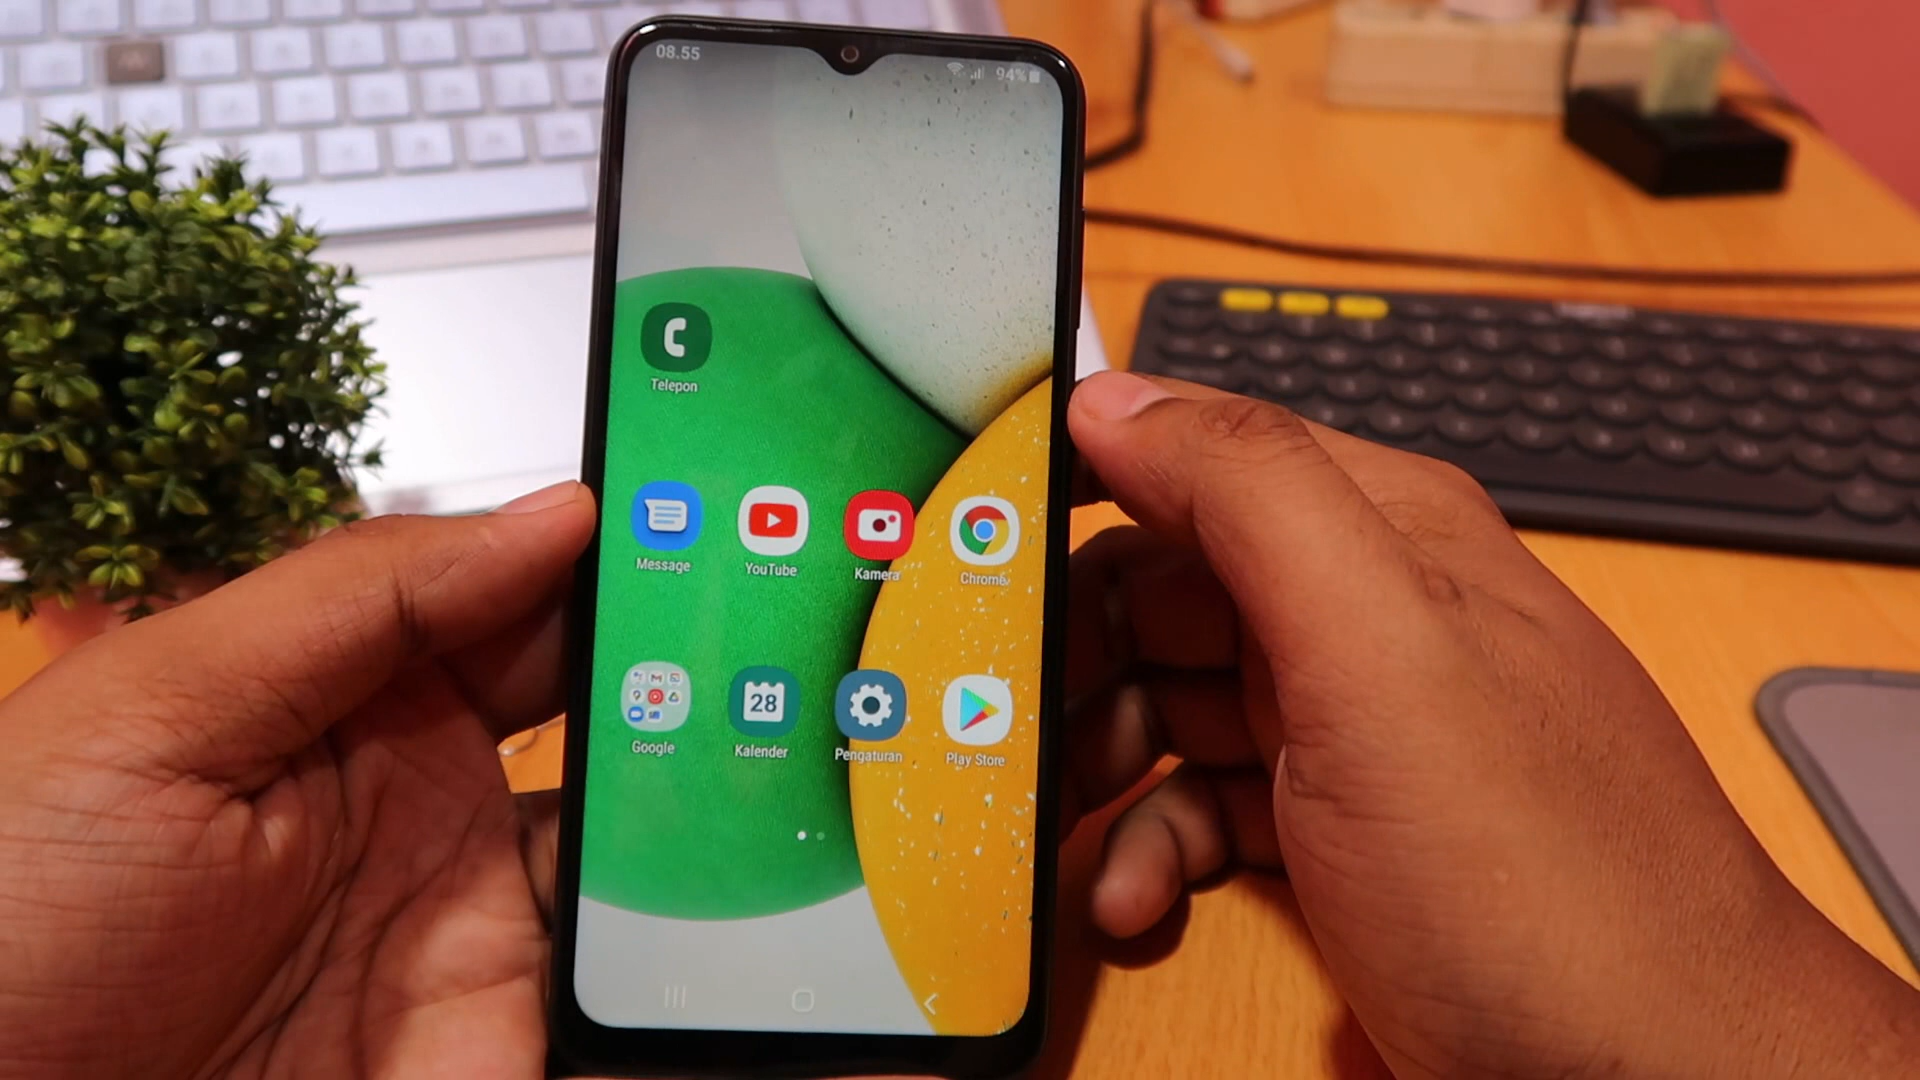 08.55
94%
Telepon
Message
YouTube
Kamera
Chrome
28
Google
Kalender
Pengaturan
Play Store